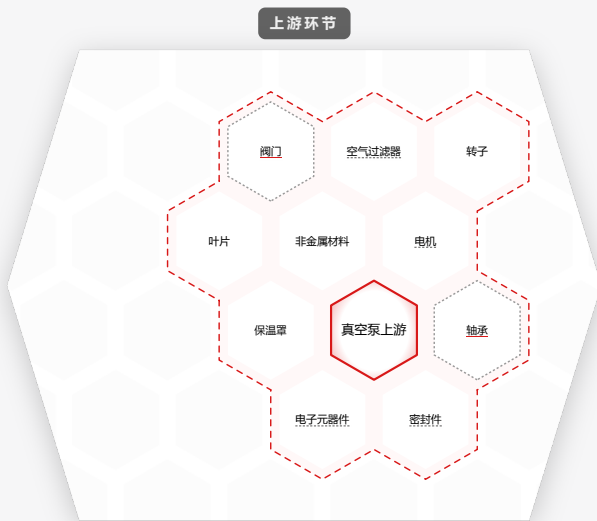 上游环节
阀门
空气过滤器
转子
叶片
非金属材料
电机
保温罩
真空泵上游
轴承
电子元器件
密封件